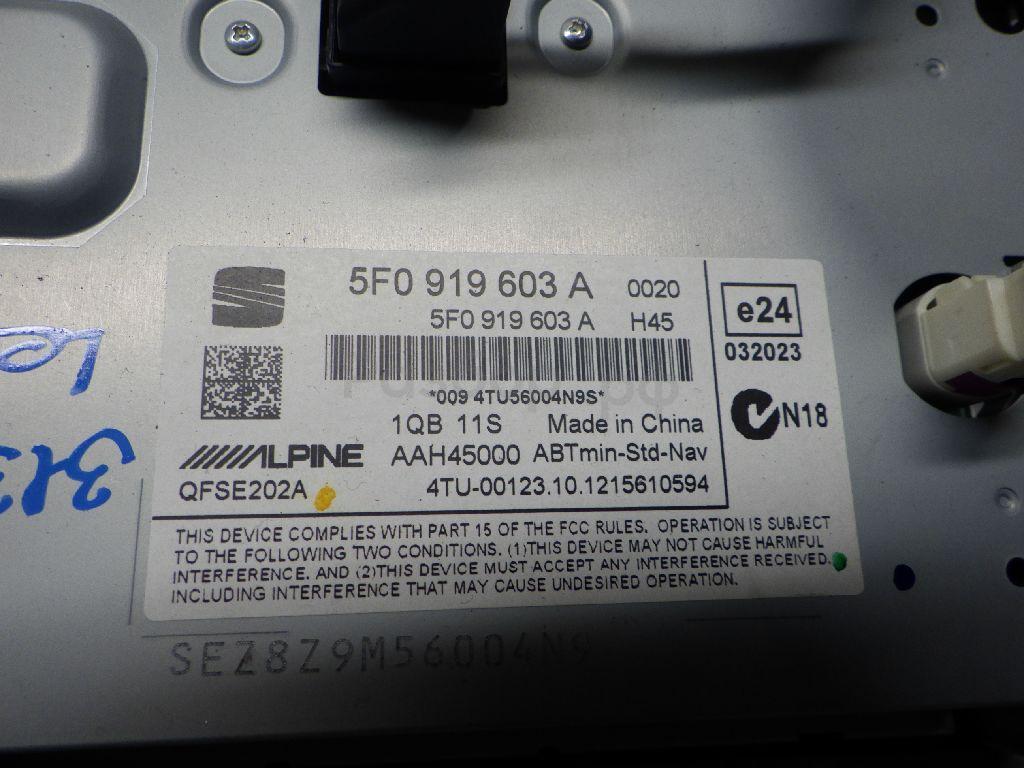 5F0 919 603 A 0020
5F0 919 603 A H45
*009 4TU56004N9S*
1QB 11S Made in China
ALPINE AAH45000 ABTmin-Std-Nav
QFSE202A 4TU-00123.10.1215610594
e24
032023
N18
THIS DEVICE COMPLIES WITH PART 15 OF THE FCC RULES. OPERATION IS SUBJECT
TO THE FOLLOWING TWO CONDITIONS. (1)THIS DEVICE MAY NOT CAUSE HARMFUL
INTERFERENCE. AND (2)THIS DEVICE MUST ACCEPT ANY INTERFERENCE RECEIVED.
INCLUDING INTERFERENCE THAT MAY CAUSE UNDESIRED OPERATION.
SEZ8Z9M56004N9